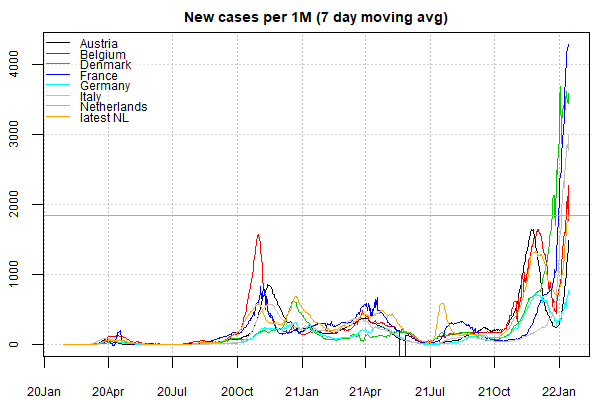 New cases per 1M (7 day moving avg)
Austria
Belgium
Denmark
France
Germany
Italy
Netherlands
latest NL
4000
3000
2000
1000
0
20Jan 20Apr 20Jul 20Oct 21Jan 21Apr 21Jul 21Oct 22Jan